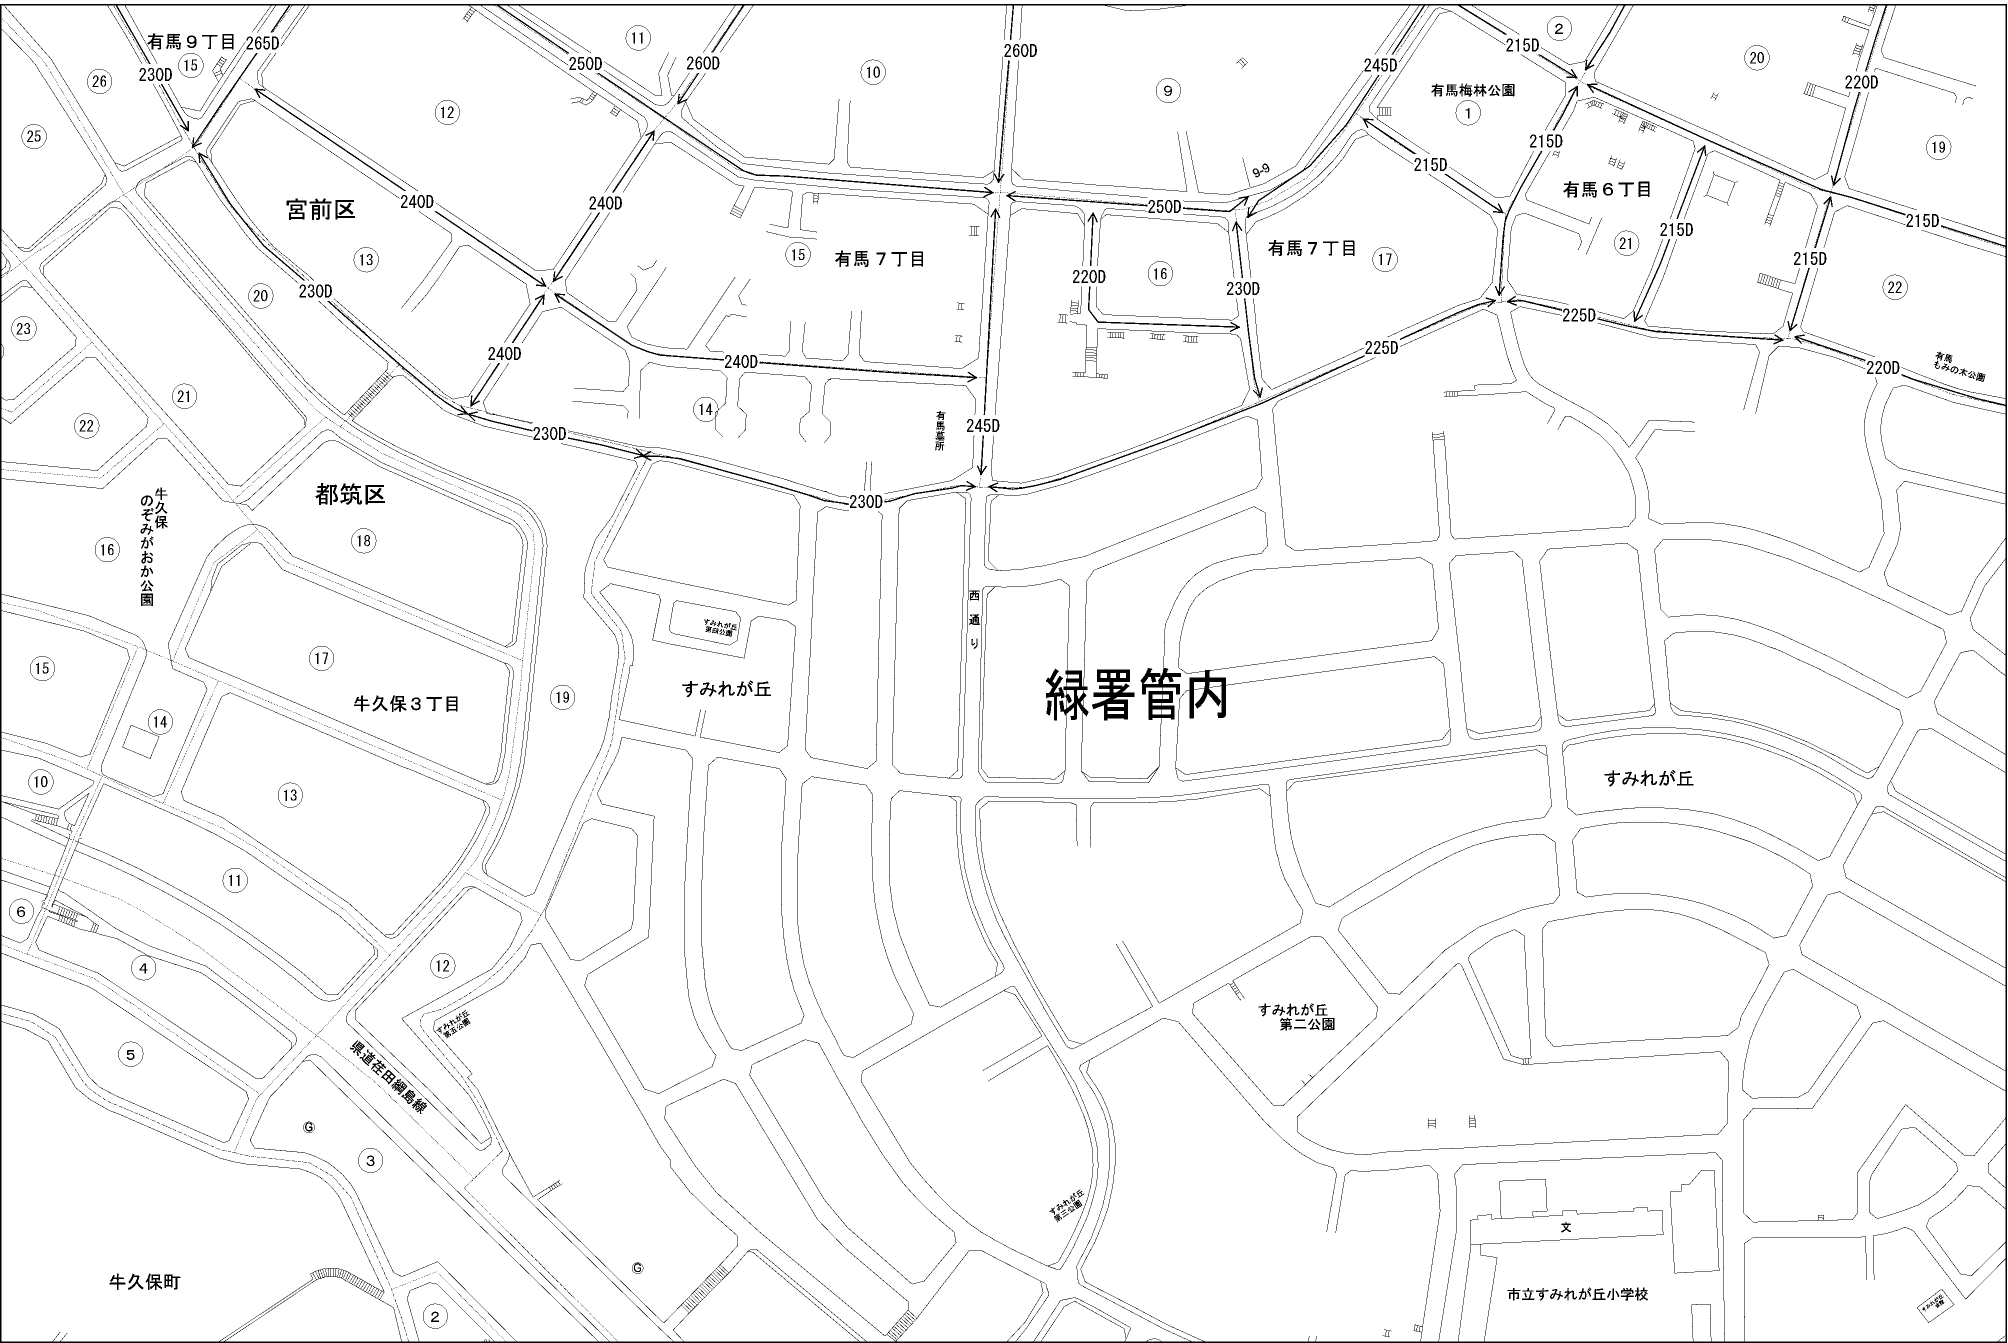 有馬９丁目
265D
15
230D
26
25
250D
11
260D
10
260D
9
245D
215D
2
20
220D
19
有馬梅林公園
1
12
9-9
215D
215D
有馬６丁目
宮前区
240D
240D
250D
215D
215D
21
215D
13
15
有馬７丁目
220D
16
230D
有馬７丁目
17
22
20
230D
225D
23
240D
240D
225D
220D
有馬
もみの木公園
21
14
有馬墓所
245D
22
230D
都筑区
230D
牛久保
のぞみがおか公園
16
18
西通り
すみれが丘
第四公園
15
17
すみれが丘
緑署管内
19
牛久保３丁目
14
すみれが丘
10
13
11
6
12
4
すみれが丘
第五公園
すみれが丘
第二公園
5
県道荏田綱島線
G
3
すみれが丘
第三公園
文
G
牛久保町
市立すみれが丘小学校
2